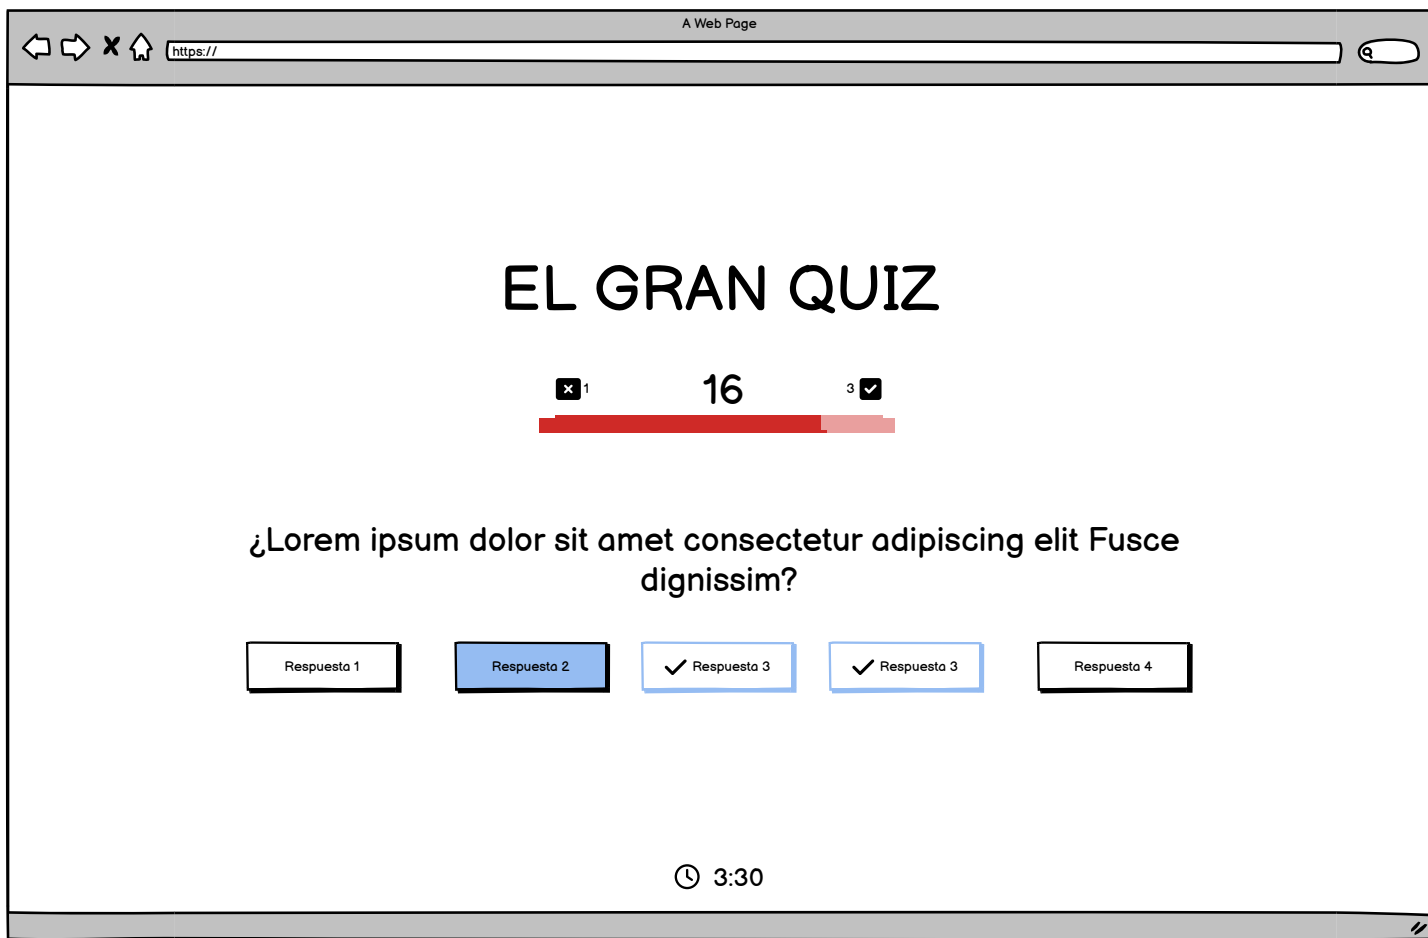 A Web Page
https://
EL GRAN QUIZ
1
16
3
¿Lorem ipsum dolor sit amet consectetur adipiscing elit Fusce
dignissim?
Respuesta 1
Respuesta 2
Respuesta 3
Respuesta 3
Respuesta 4
3:30